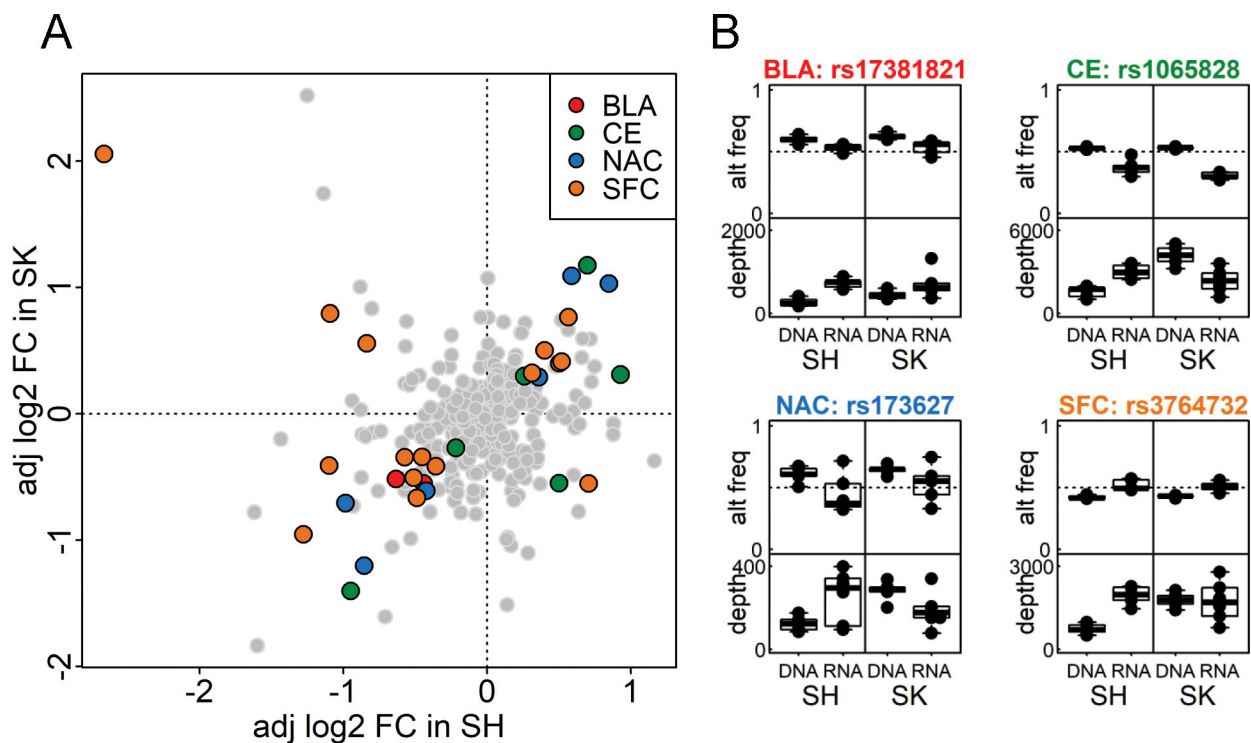 A
B
adj log2 FC in SK
2
1
0
-1
-2
BLA
CE
NAC
SFC
-2
-1
0
1
adj log2 FC in SH
BLA: rs17381821
alt freq
1
0
depth
2000
0
DNA RNA DNA RNA
SH SK
CE: rs1065828
alt freq
1
0
depth
6000
0
DNA RNA DNA RNA
SH SK
NAC: rs173627
alt freq
1
0
depth
400
0
DNA RNA DNA RNA
SH SK
SFC: rs3764732
alt freq
1
0
depth
3000
0
DNA RNA DNA RNA
SH SK